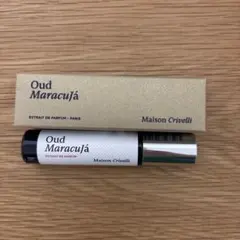 Oud
Maracujá
EXTRAIT DE PARFUM - PARIS
Maison Crivelli
Oud
Maracujá
EXTRAIT DE PARFUM
Maison Crivelli